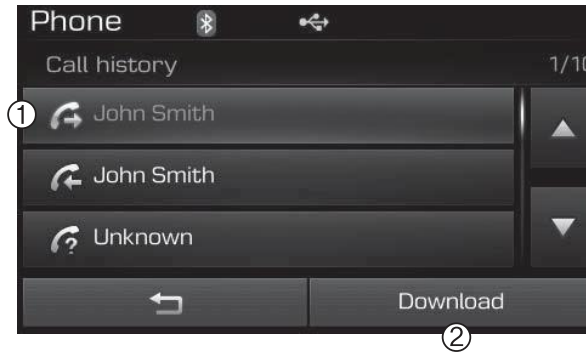 Phone
Call history 1/10
① John Smith
John Smith
? Unknown
Download
②